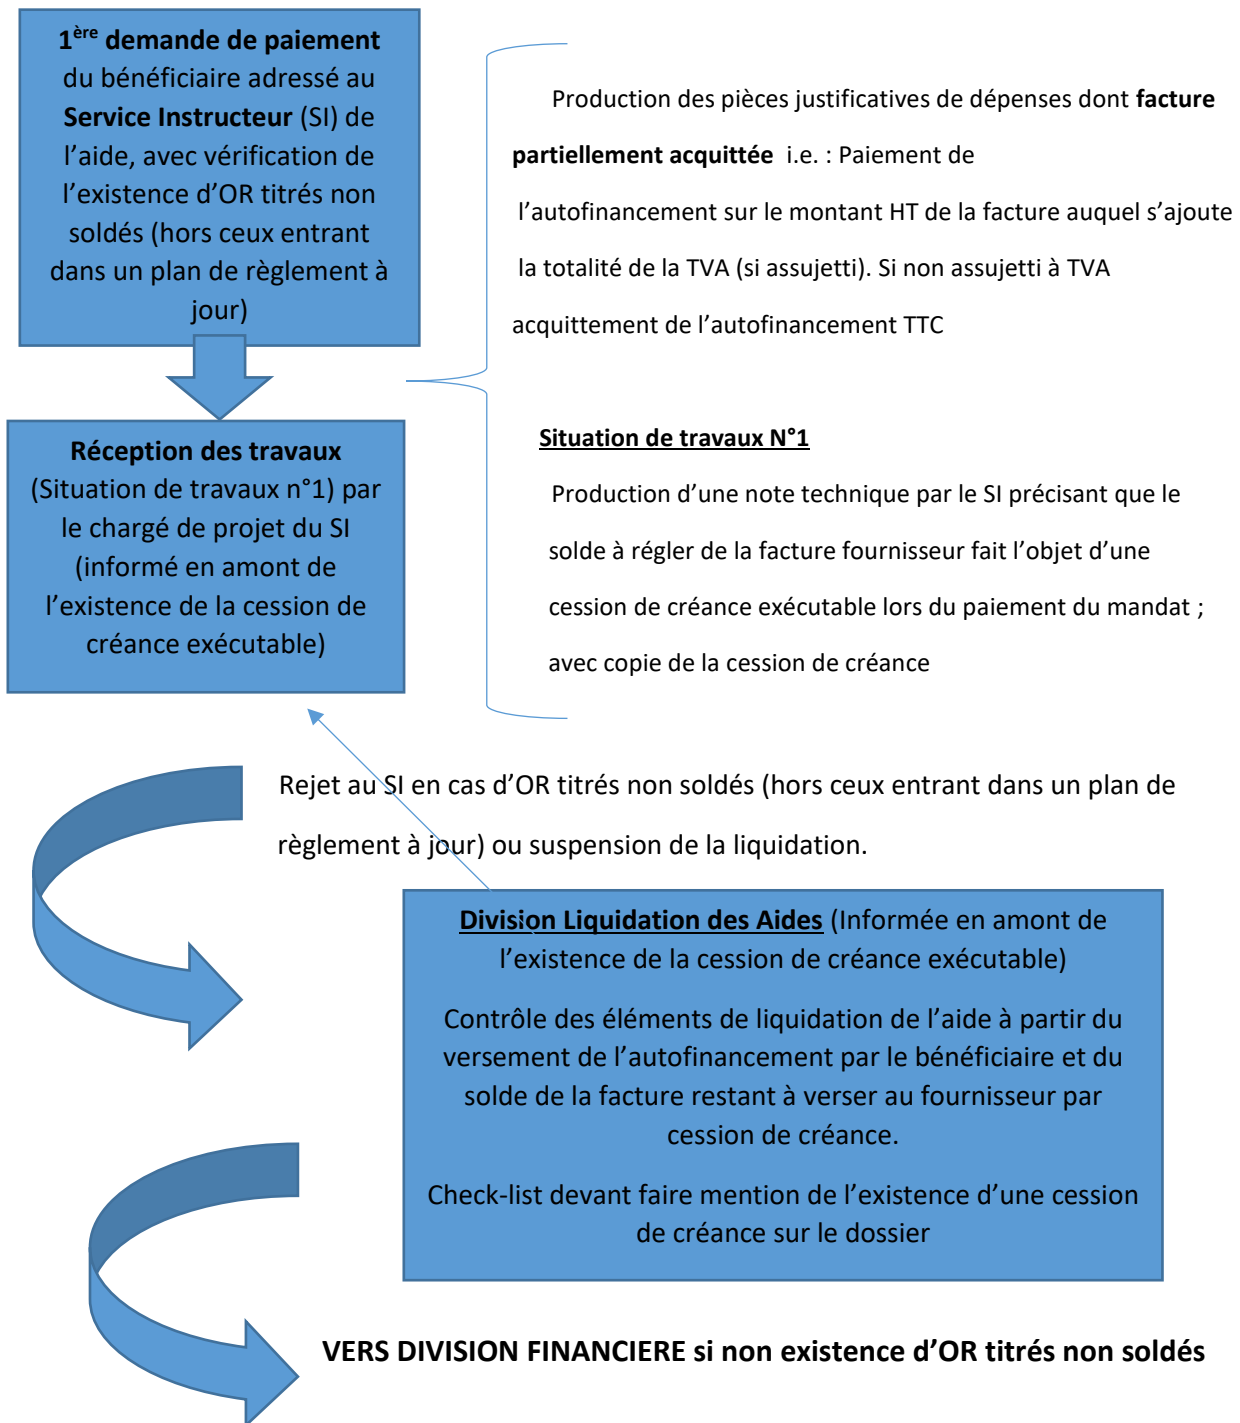 1ère demande de paiement
du bénéficiaire adressé au
Service Instructeur (SI) de
l’aide, avec vérification de
l’existence d’OR titrés non
soldés (hors ceux entrant
dans un plan de règlement à
jour)
Production des pièces justificatives de dépenses dont facture
partiellement acquittée i.e. : Paiement de
l’autofinancement sur le montant HT de la facture auquel s’ajoute
la totalité de la TVA (si assujetti). Si non assujetti à TVA
acquittement de l’autofinancement TTC
Réception des travaux
(Situation de travaux n°1) par
le chargé de projet du SI
(informé en amont de
l’existence de la cession de
créance exécutable)
Situation de travaux N°1
Production d’une note technique par le SI précisant que le
solde à régler de la facture fournisseur fait l’objet d’une
cession de créance exécutable lors du paiement du mandat ;
avec copie de la cession de créance
Rejet au SI en cas d’OR titrés non soldés (hors ceux entrant dans un plan de
règlement à jour) ou suspension de la liquidation.
Division Liquidation des Aides (Informée en amont de
l’existence de la cession de créance exécutable)
Contrôle des éléments de liquidation de l’aide à partir du
versement de l’autofinancement par le bénéficiaire et du
solde de la facture restant à verser au fournisseur par
cession de créance.
Check-list devant faire mention de l’existence d’une cession
de créance sur le dossier
VERS DIVISION FINANCIERE si non existence d’OR titrés non soldés